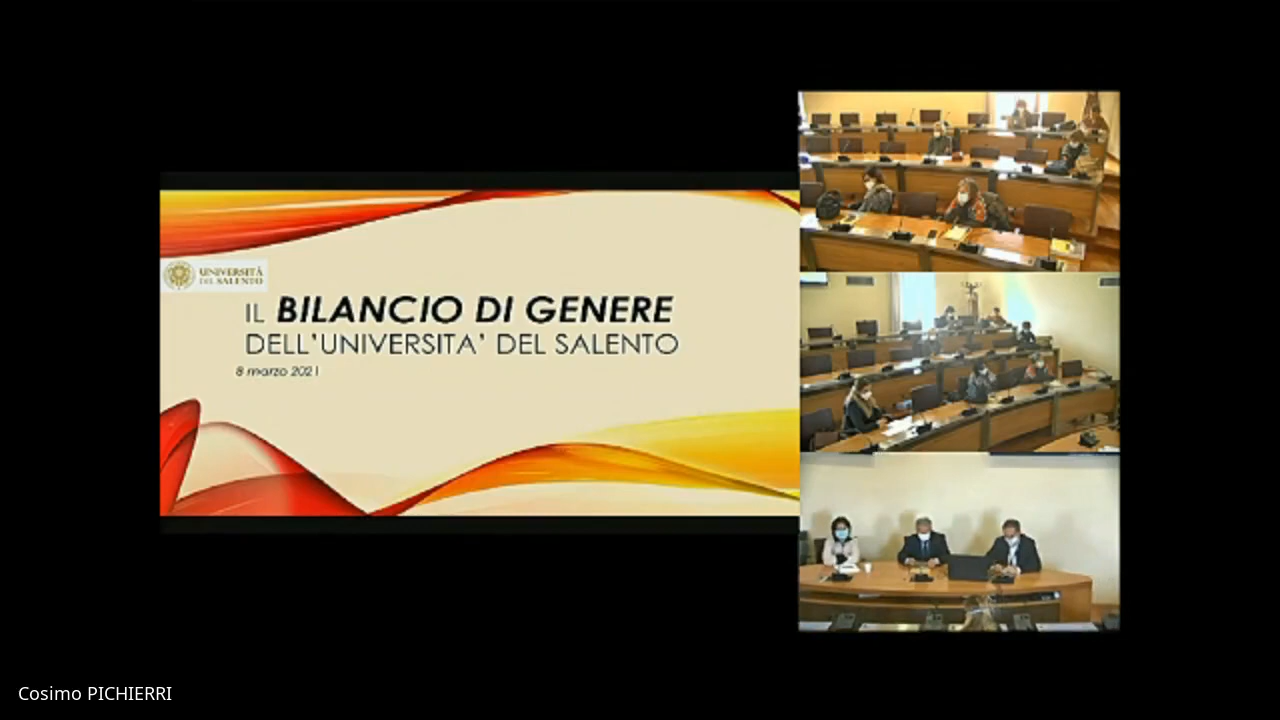 UNIVERSITÀ
DEL SALENTO
IL BILANCIO DI GENERE
DELL'UNIVERSITA' DEL SALENTO
8 marzo 2021
Cosimo PICHIERRI